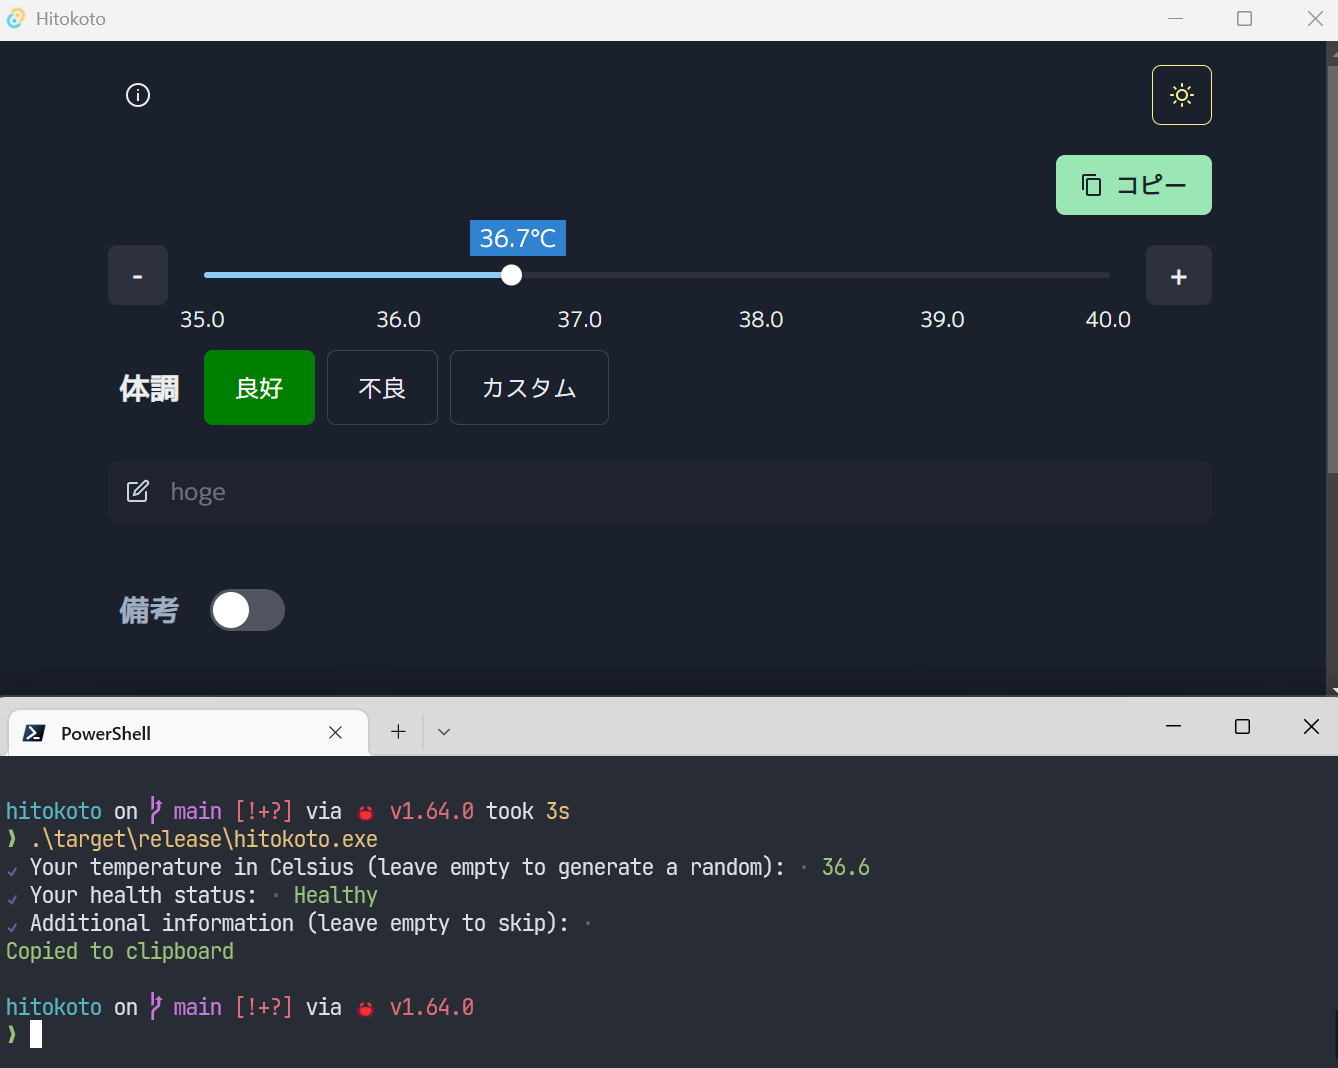 Hitokoto
コピー
36.7℃
-
+
35.0 36.0 37.0 38.0 39.0 40.0
体調 良好 不良 カスタム
hoge
備考
PowerShell
hitokoto on main [!+?] via v1.64.0 took 3s
❯ .\target\release\hitokoto.exe
✓ Your temperature in Celsius (leave empty to generate a random): · 36.6
✓ Your health status: · Healthy
✓ Additional information (leave empty to skip): ·
Copied to clipboard
hitokoto on main [!+?] via v1.64.0
❯